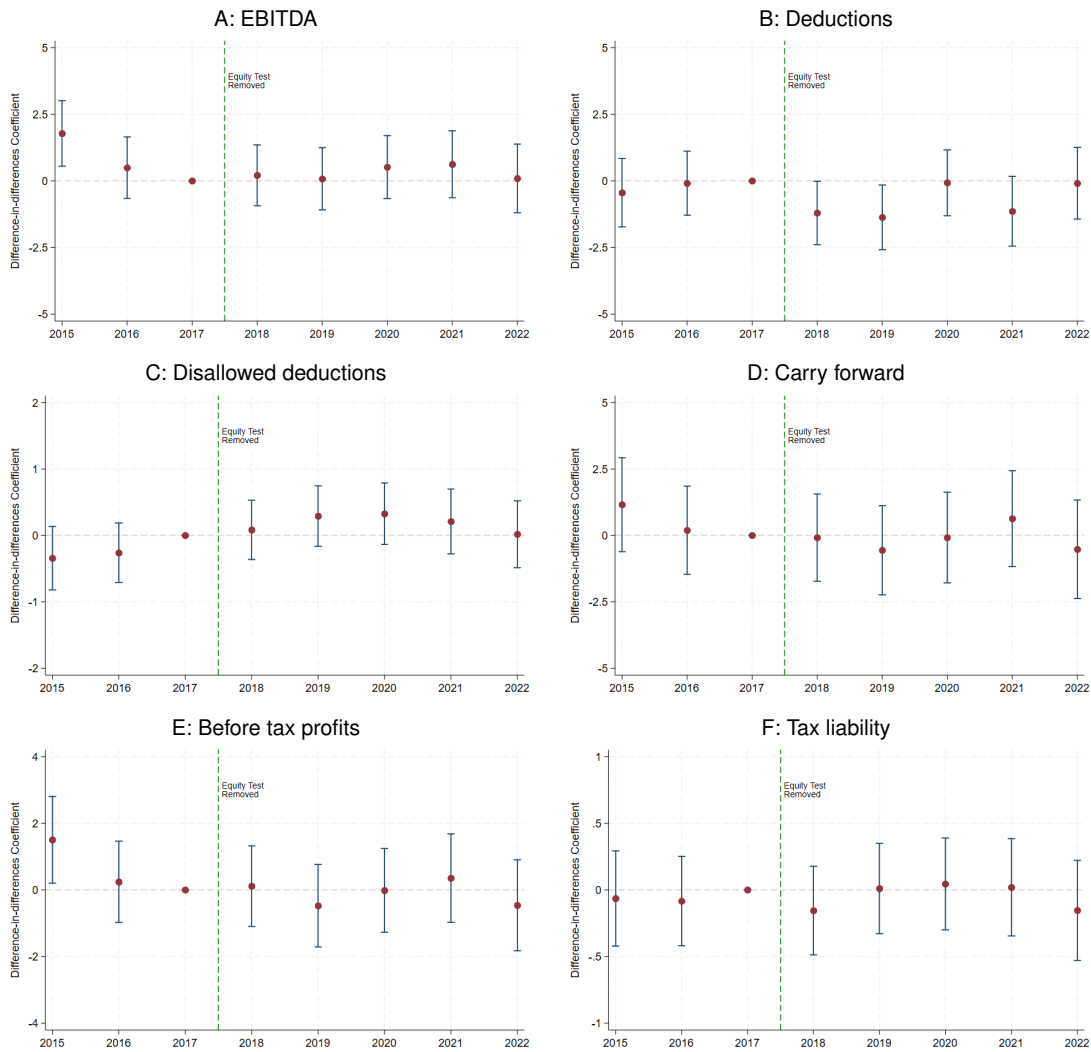 A: EBITDA
Difference-in-differences Coefficient
5
2.5
0
-2.5
-5
Equity Test
Removed
2015 2016 2017 2018 2019 2020 2021 2022
B: Deductions
Difference-in-differences Coefficient
5
2.5
0
-2.5
-5
Equity Test
Removed
2015 2016 2017 2018 2019 2020 2021 2022
C: Disallowed deductions
Difference-in-differences Coefficient
2
1
0
-1
-2
Equity Test
Removed
2015 2016 2017 2018 2019 2020 2021 2022
D: Carry forward
Difference-in-differences Coefficient
5
2.5
0
-2.5
-5
Equity Test
Removed
2015 2016 2017 2018 2019 2020 2021 2022
E: Before tax profits
Difference-in-differences Coefficient
4
2
0
-2
-4
Equity Test
Removed
2015 2016 2017 2018 2019 2020 2021 2022
F: Tax liability
Difference-in-differences Coefficient
1
.5
0
-.5
-1
Equity Test
Removed
2015 2016 2017 2018 2019 2020 2021 2022